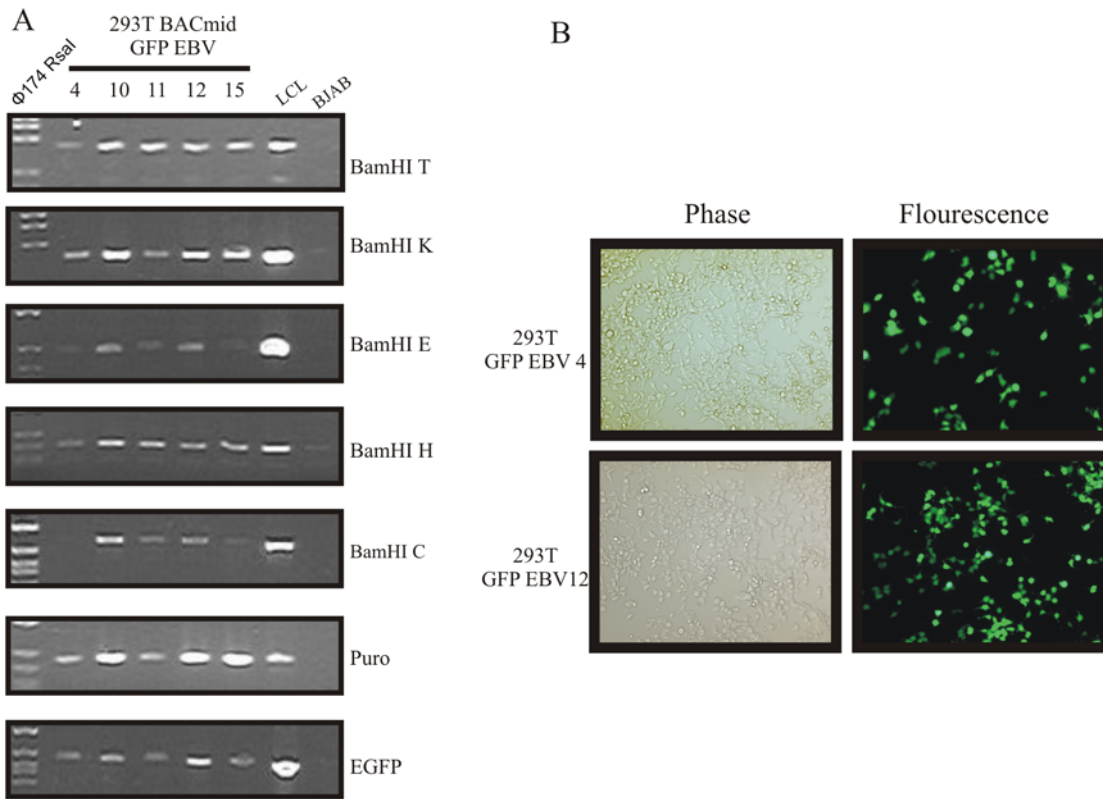 A
293T BACmid
GFP EBV
Φ174 RsaI
4 10 11 12 15 LCL BJAB
BamHI T
BamHI K
BamHI E
BamHI H
BamHI C
Puro
EGFP
B
Phase Flourescence
293T
GFP EBV 4
293T
GFP EBV12